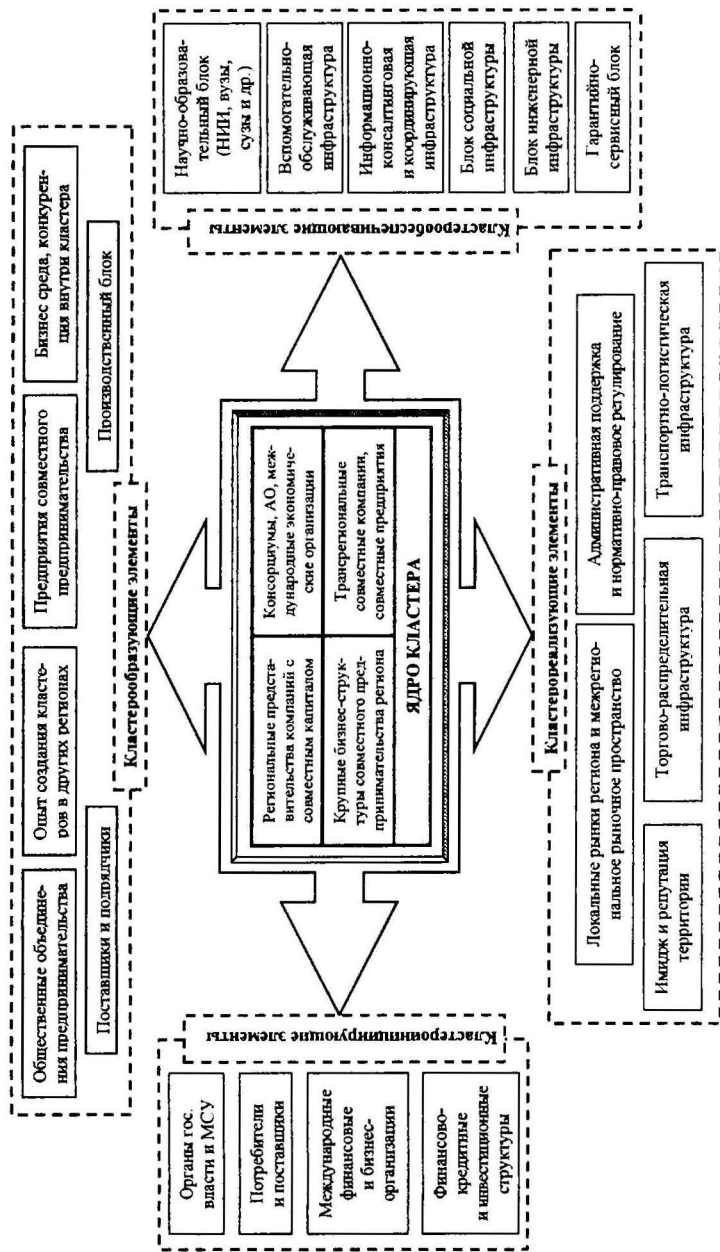 Общественные объедине-
ния предпринимательства
Опыт создания класте-
ров в других регионах
Предприятия совместного
предпринимательства
Бизнес среда, конкурен-
ция внутри кластера
Поставщики и подрядчики
Производственный блок
Кластерообразующие элементы
Кластероинициирующие элементы
Органы гос.
власти и МСУ
Потребители
и поставщики
Международные
финансовые
и бизнес-
организации
Финансово-
кредитные
и инвестиционные
структуры
Региональные предста-
вительства компаний с
совместным капиталом
Консорциумы, АО, меж-
дународные экономиче-
ские организации
Крупные бизнес-струк-
туры совместного пред-
принимательства региона
Трансрегиональные
совместные компании,
совместные предприятия
ЯДРО КЛАСТЕРА
Кластерообеспечивающие элементы
Научно-образова-
тельный блок
(НИИ, вузы,
сузы и др.)
Вспомогательно-
обслуживающая
инфраструктура
Информационно-
консалтинговая
и координирующая
инфраструктура
Блок социальной
инфраструктуры
Блок инженерной
инфраструктуры
Гарантийно-
сервисный блок
Кластерореализующие элементы
Локальные рынки региона и межрегио-
нальное рыночное пространство
Административная поддержка
и нормативно-правовое регулирование
Имидж и репутация
территории
Торгово-распределительная
инфраструктура
Транспортно-логистическая
инфраструктура